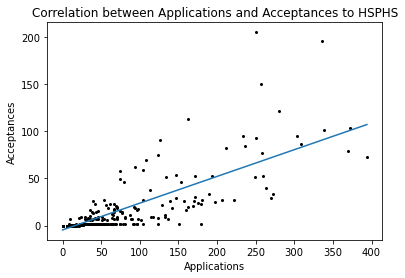 Correlation between Applications and Acceptances to HSPHS
200
150
100
50
0
Acceptances
0 50 100 150 200 250 300 350 400
Applications